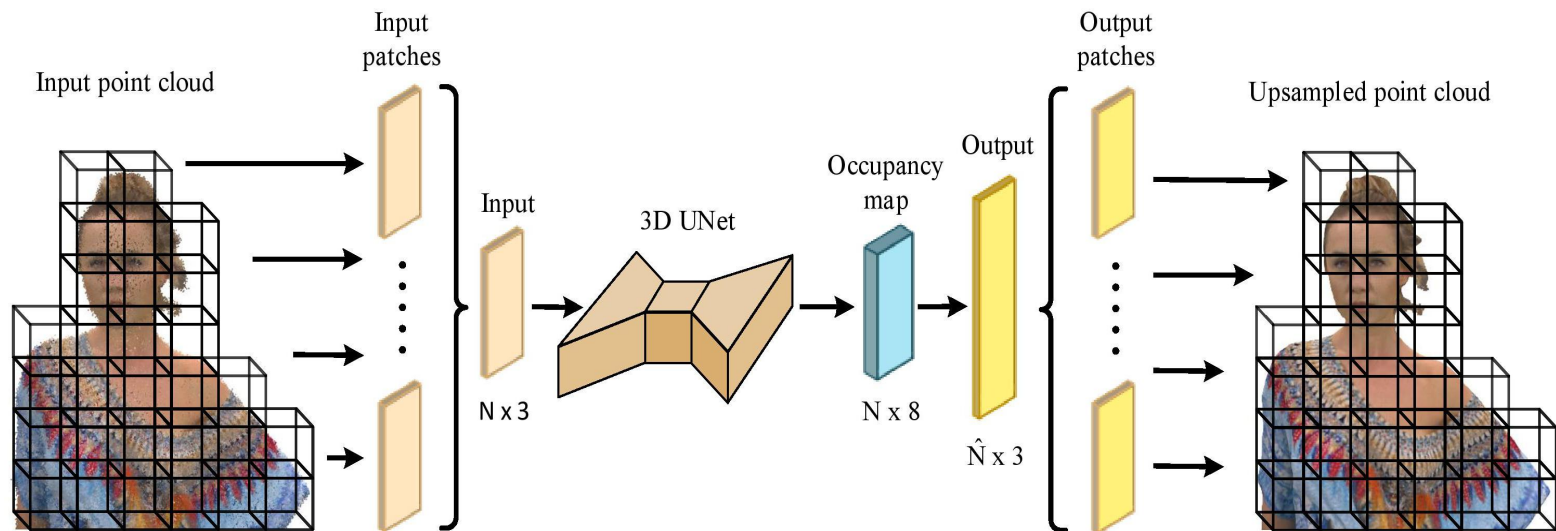 Input point cloud
Input
patches
Input
N x 3
3D UNet
Occupancy
map
N x 8
Output
N̂ x 3
Output
patches
Upsampled point cloud